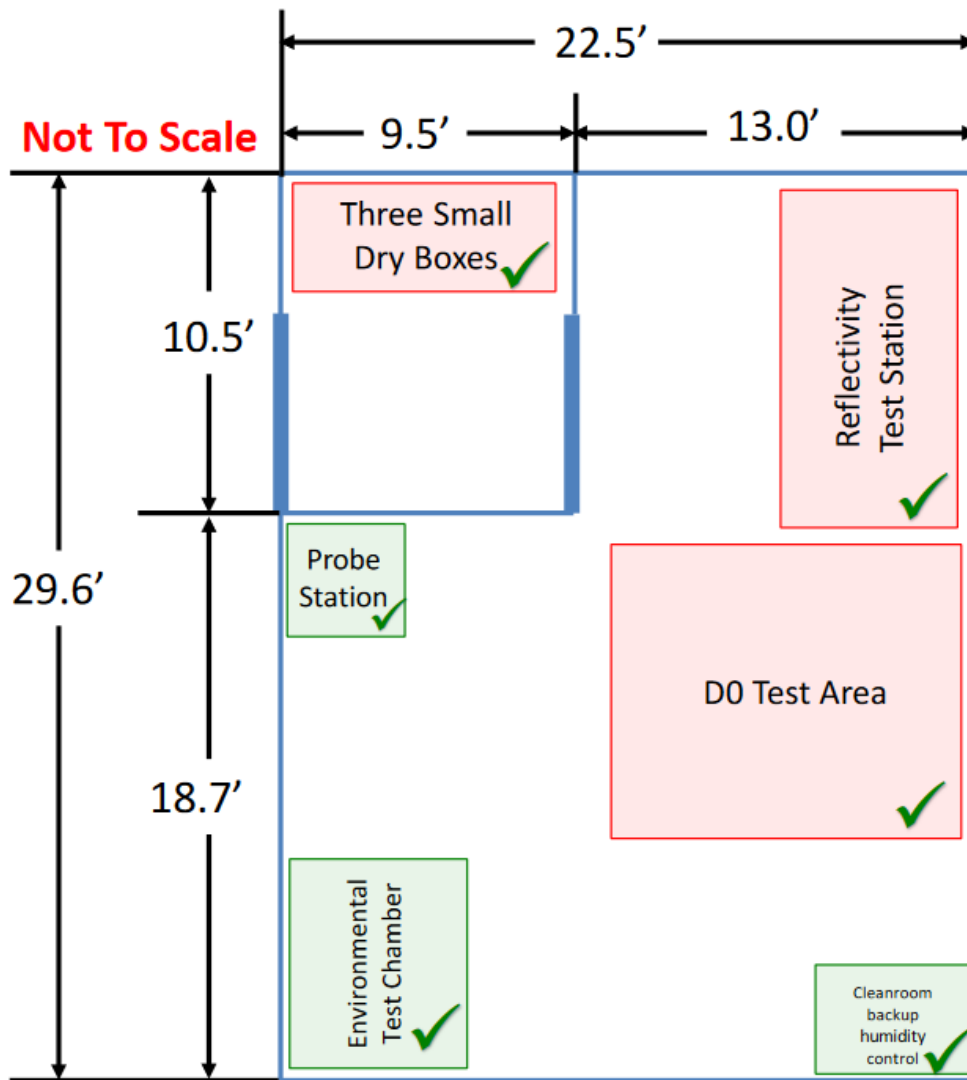 22.5’
Not To Scale
9.5’
13.0’
Three Small
Dry Boxes
10.5’
Reflectivity
Test Station
Probe
Station
29.6’
D0 Test Area
18.7’
Environmental
Test Chamber
Cleanroom
backup
humidity
control